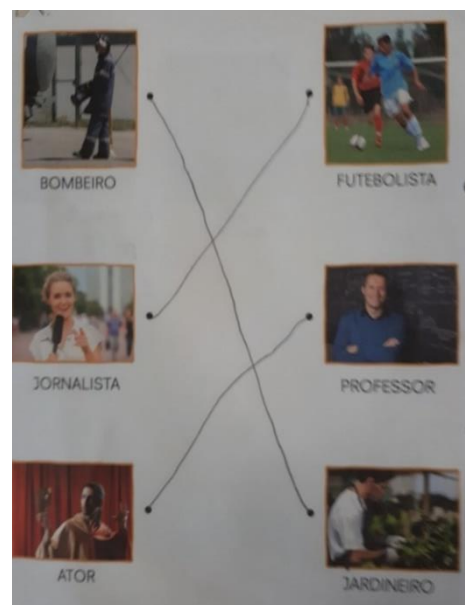 BOMBEIRO
FUTEBOLISTA
JORNALISTA
PROFESSOR
ATOR
JARDINEIRO